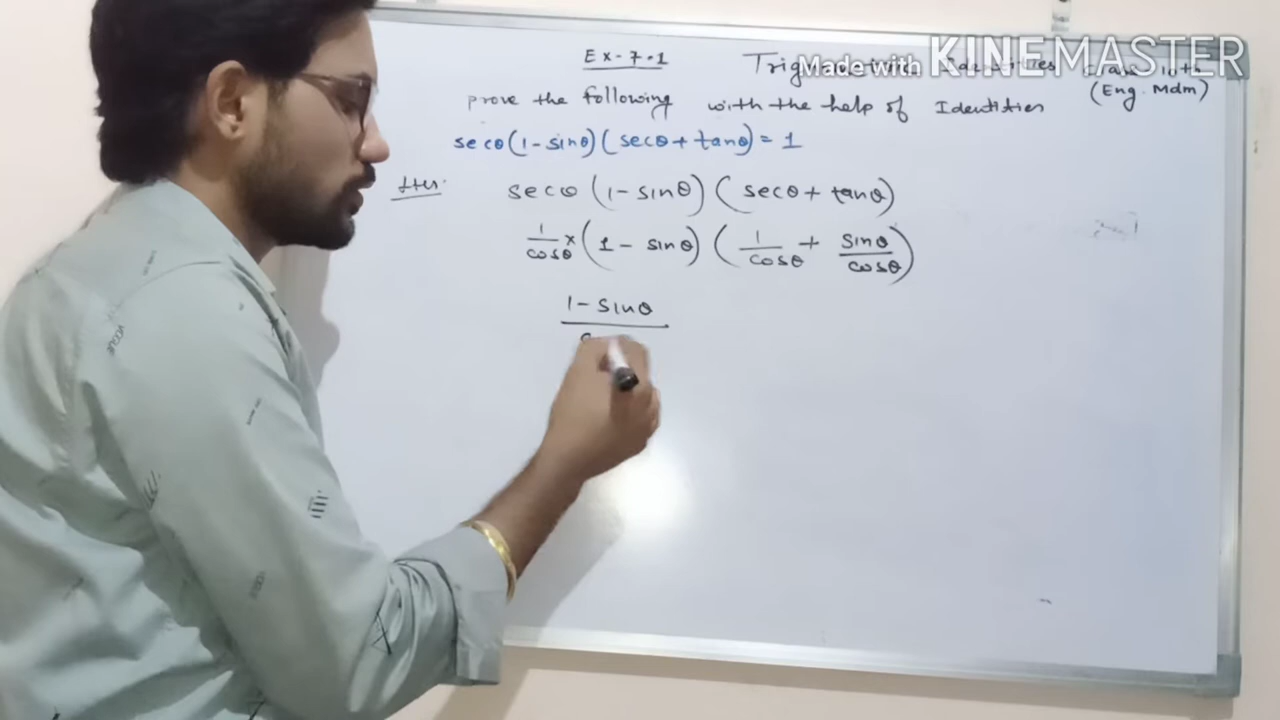 Ex-7.1
Made with KINEMASTER
(Eng. Mdm)
prove the following with the help of Identities
secθ(1-sinθ)(secθ+tanθ)=1
secθ (1-sinθ) (secθ+tanθ)
1/cosθ × (1 - sinθ) (1/cosθ + sinθ/cosθ)
1-sinθ